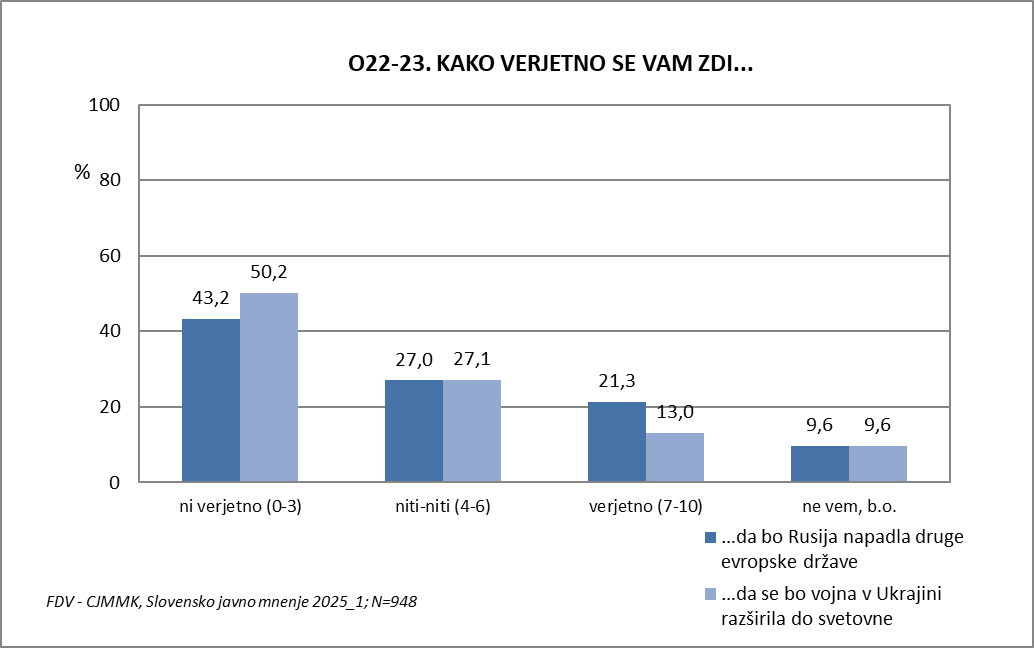 O22-23. KAKO VERJETNO SE VAM ZDI...
100
%
80
60
40
20
0
43,2
50,2
27,0
27,1
21,3
13,0
9,6
9,6
ni verjetno (0-3)
niti-niti (4-6)
verjetno (7-10)
ne vem, b.o.
...da bo Rusija napadla druge
evropske države
...da se bo vojna v Ukrajini
razširila do svetovne
FDV - CJMMK, Slovensko javno mnenje 2025_1; N=948